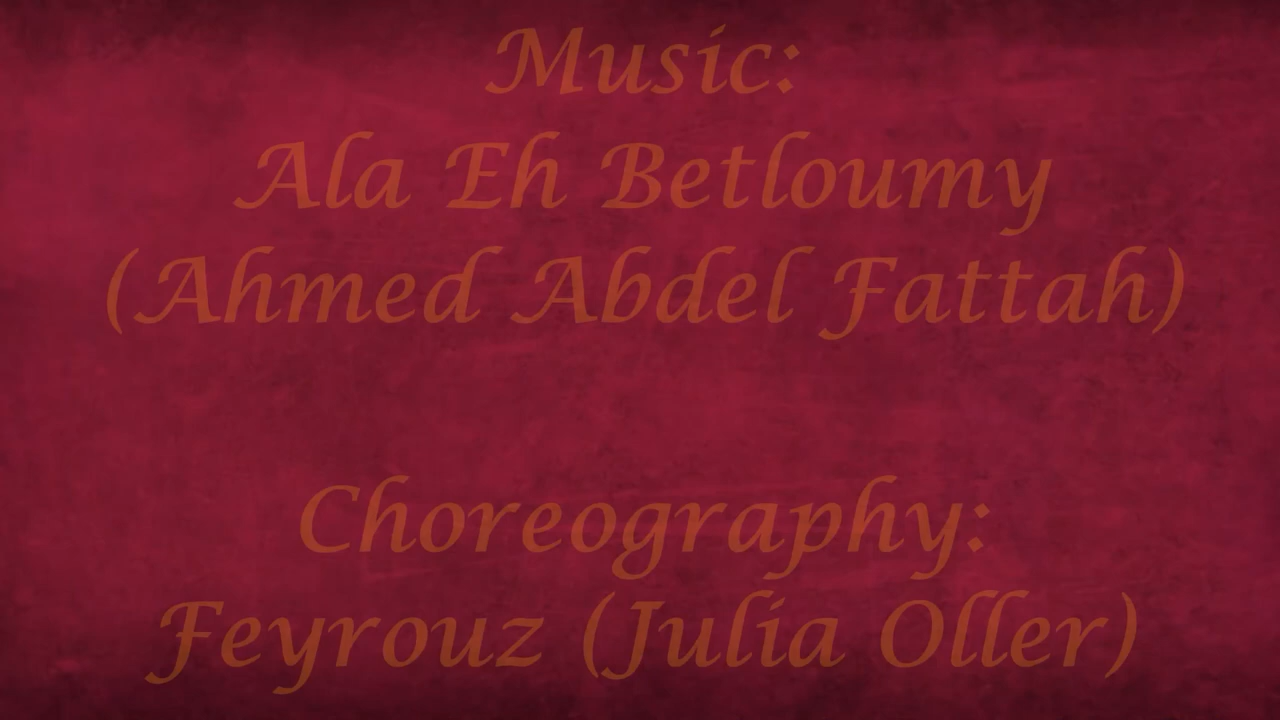 Music:
Ala Eh Betloumy
(Ahmed Abdel Fattah)
Choreography:
Feyrouz (Julia Oller)